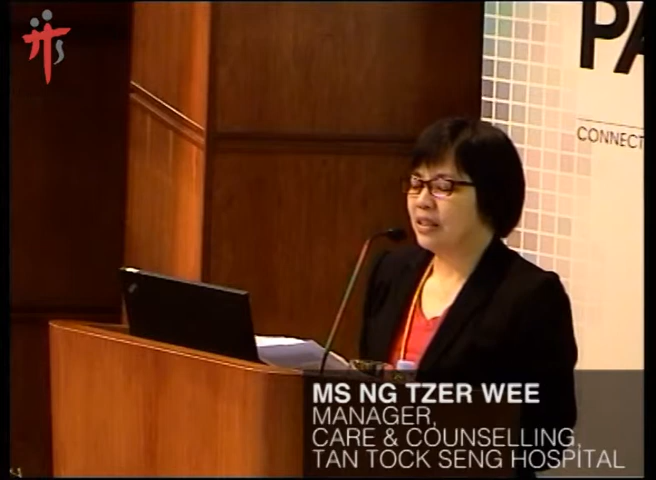 PA
CONNECT
MS NG TZER WEE
MANAGER,
CARE & COUNSELLING,
TAN TOCK SENG HOSPITAL